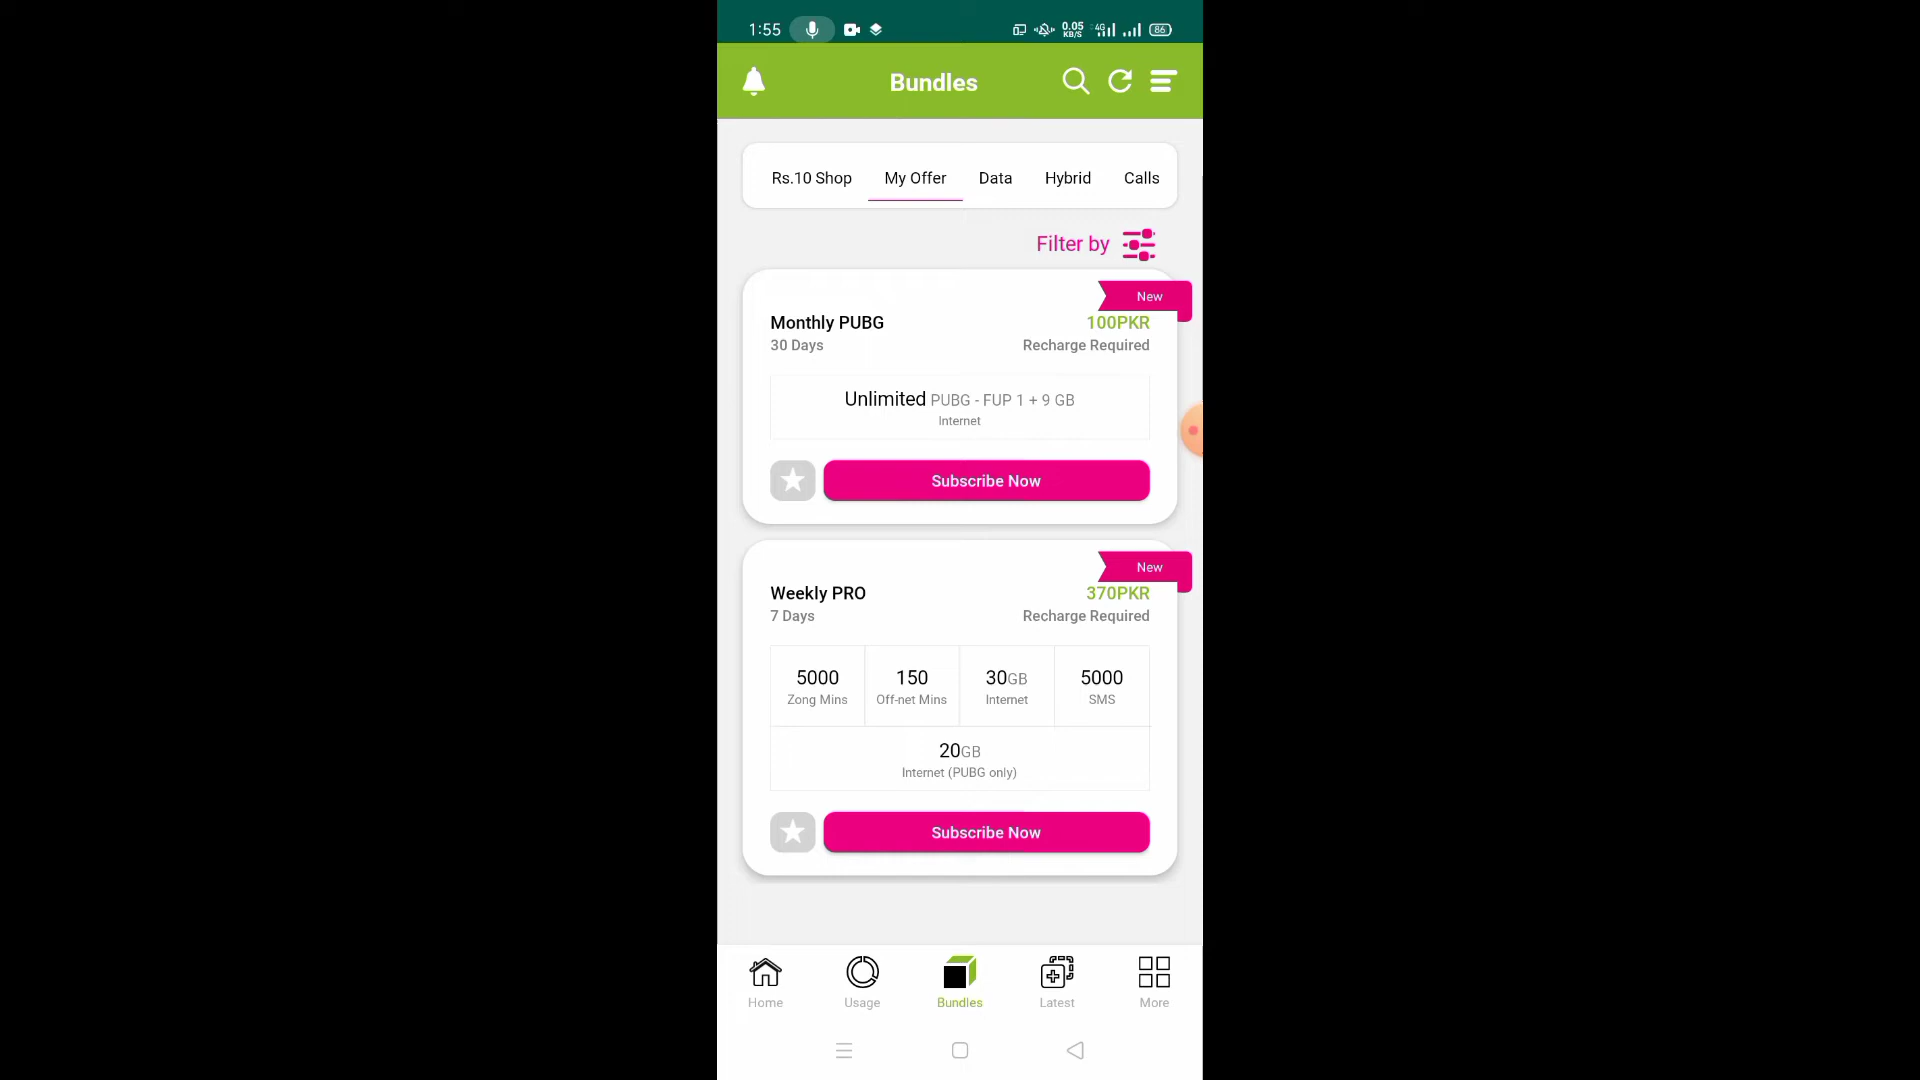 1:55
0.05
KB/S
4G
86
Bundles
Rs.10 Shop My Offer Data Hybrid Calls
Filter by
New
Monthly PUBG 100PKR
30 Days Recharge Required
Unlimited PUBG - FUP 1 + 9 GB
Internet
Subscribe Now
New
Weekly PRO 370PKR
7 Days Recharge Required
5000 150 30GB 5000
Zong Mins Off-net Mins Internet SMS
20GB
Internet (PUBG only)
Subscribe Now
Home Usage Bundles Latest More